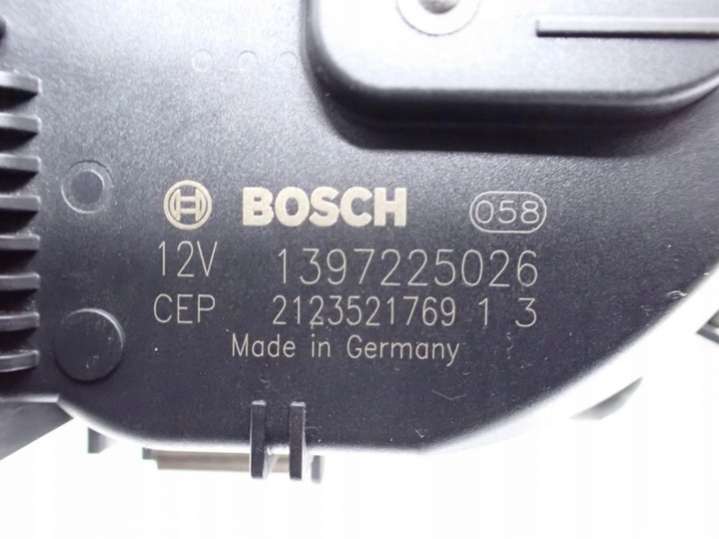 BOSCH 058
12V 1397225026
CEP 2123521769 1 3
Made in Germany